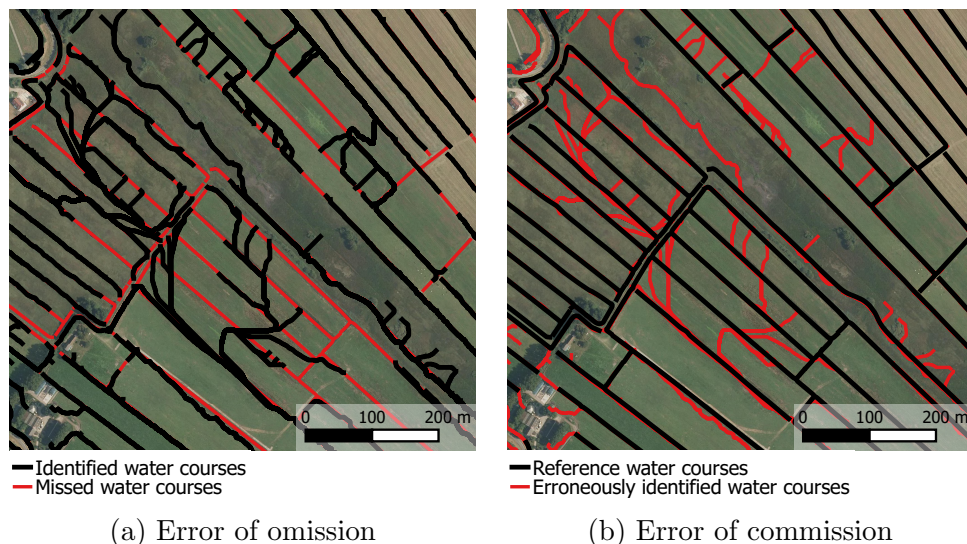 0 100 200 m
0 100 200 m
Identified water courses
Missed water courses
Reference water courses
Erroneously identified water courses
(a) Error of omission
(b) Error of commission